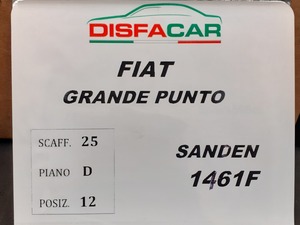 DISFACAR
FIAT
GRANDE PUNTO
SCAFF. 25
PIANO D
POSIZ. 12
SANDEN
1461F